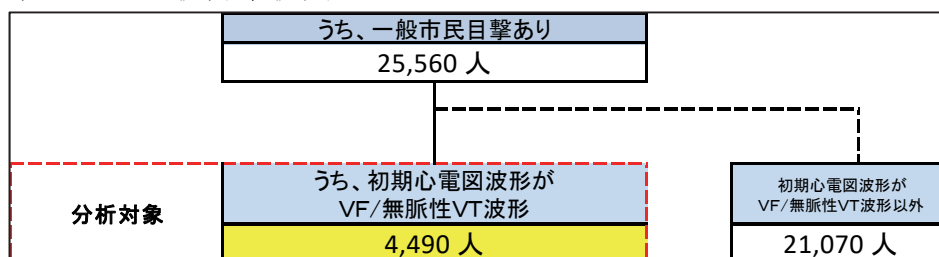 うち、一般市民目撃あり
25,560 人
うち、初期心電図波形が
VF/無脈性VT波形
初期心電図波形が
VF/無脈性VT波形以外
分析対象
4,490 人
21,070 人